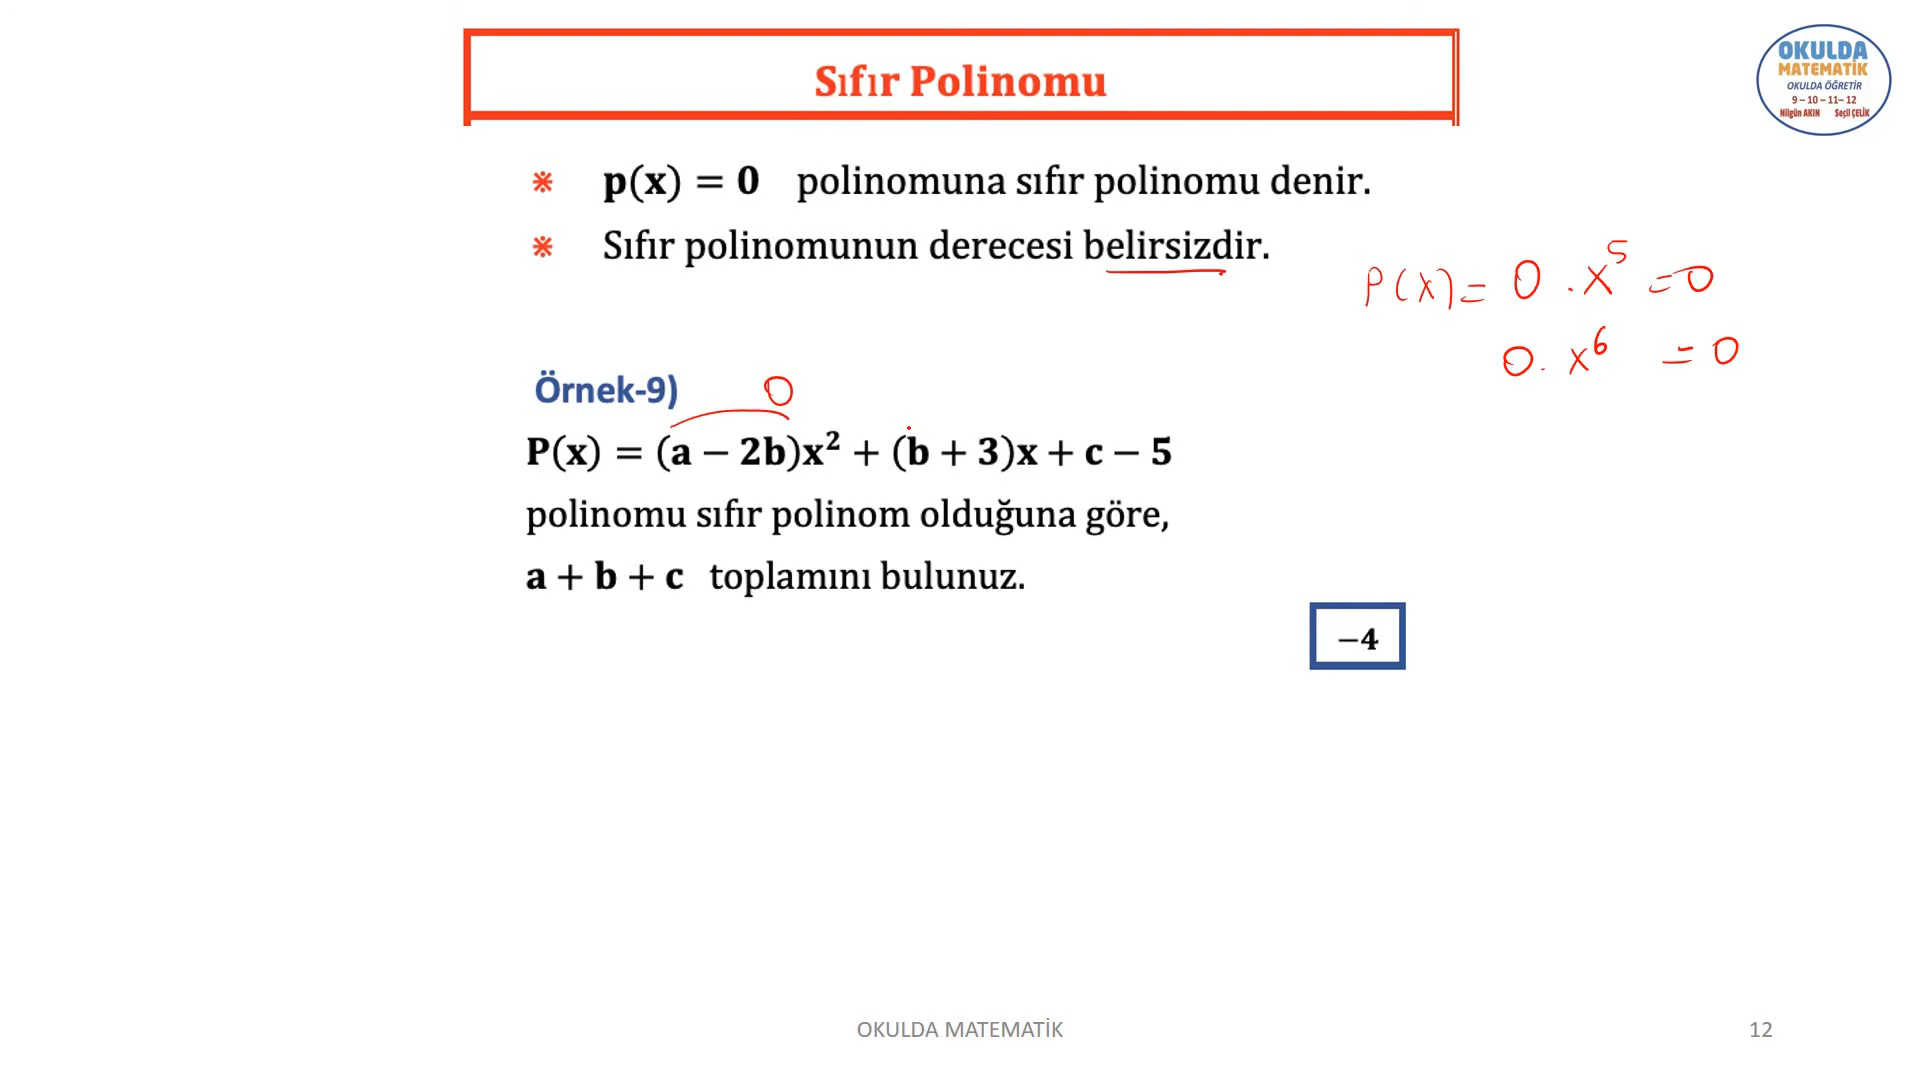 Sıfır Polinomu
OKULDA
MATEMATİK
OKULDA ÖĞRETİR
9 – 10 – 11– 12
Nilgün AKIN Seçil ÇELİK
※ p(x) = 0 polinomuna sıfır polinomu denir.
※ Sıfır polinomunun derecesi belirsizdir.
P(x) = 0 . x⁵ = 0
0 . x⁶ = 0
Örnek-9)
0
P(x) = (a − 2b)x² + (b + 3)x + c − 5
polinomu sıfır polinom olduğuna göre,
a + b + c toplamını bulunuz.
−4
OKULDA MATEMATİK
12